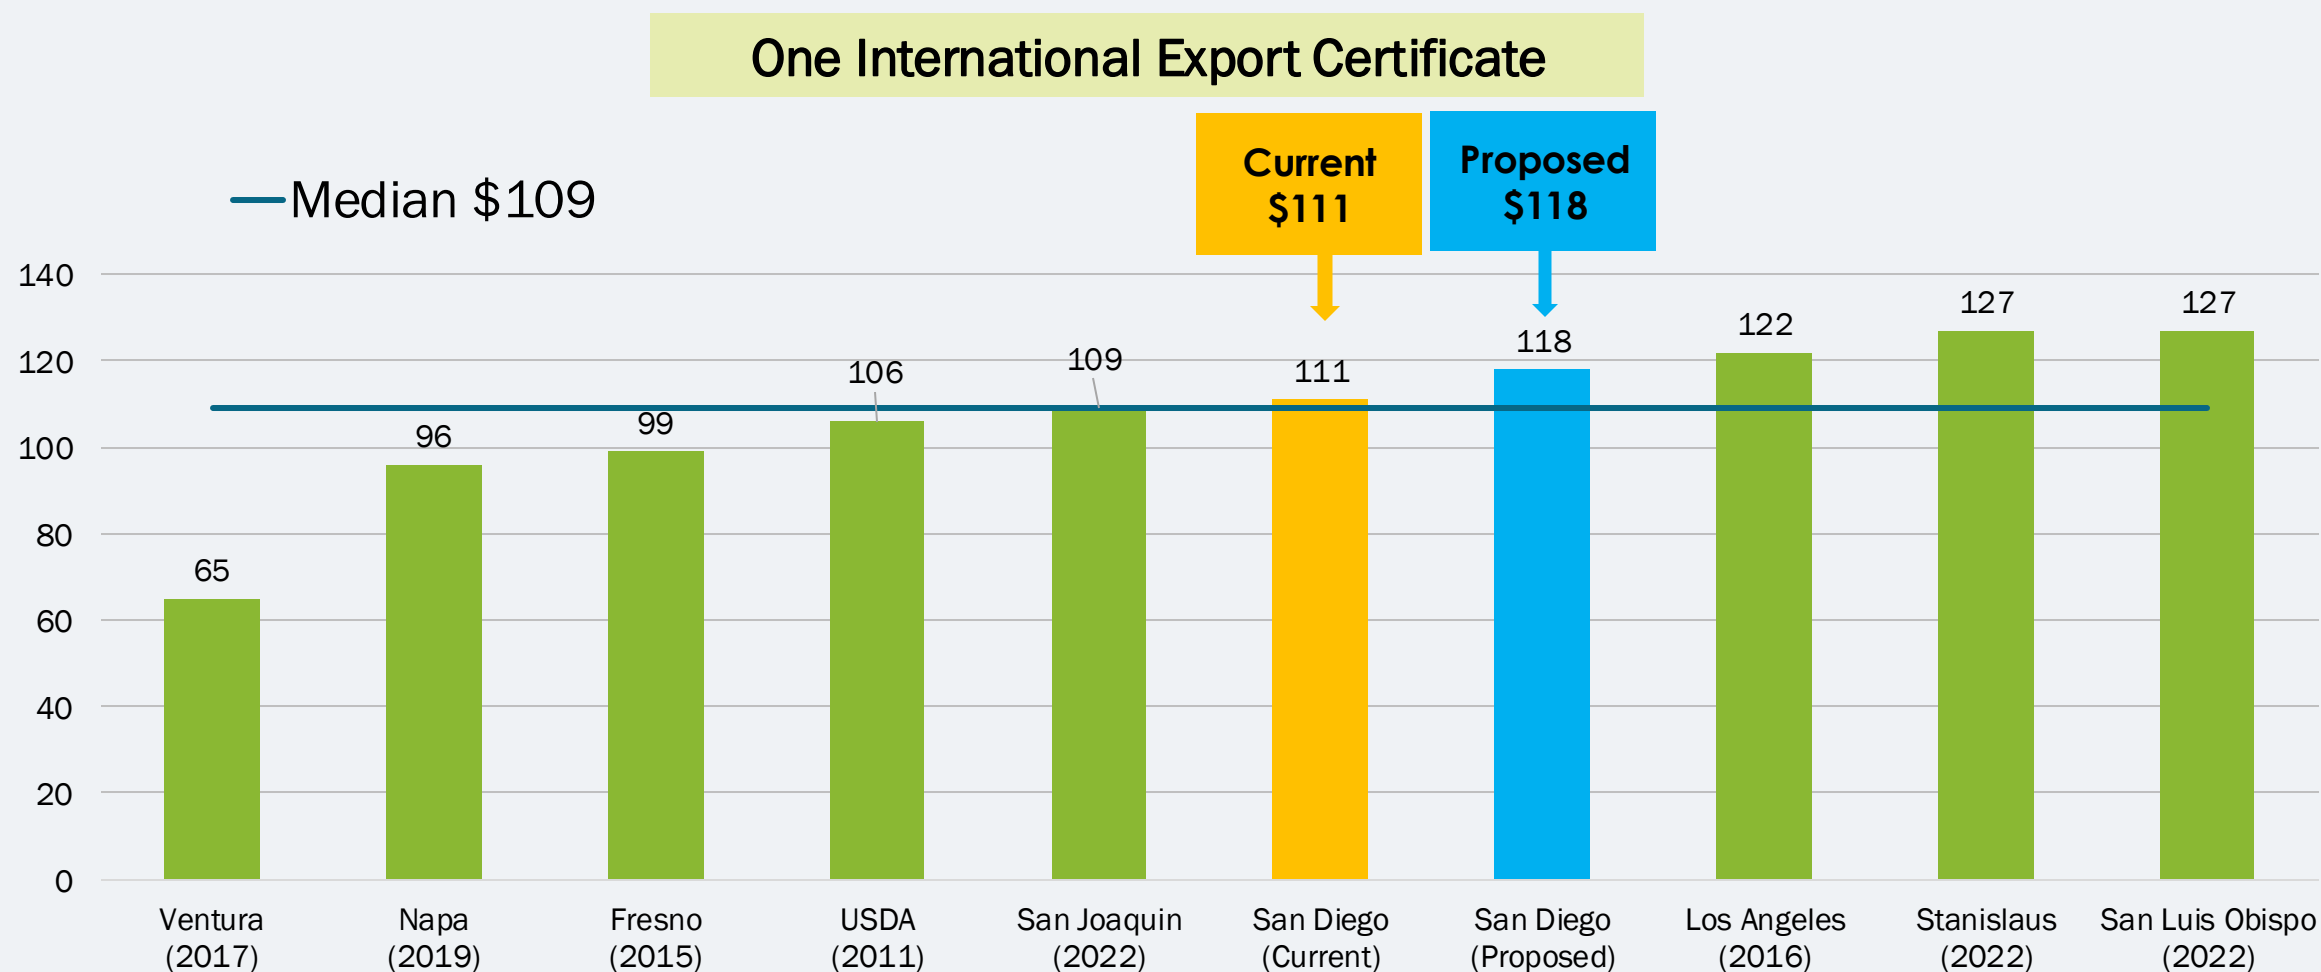 One International Export Certificate
Current
$111
Proposed
$118
Median $109
140
120
100
80
60
40
20
0
65
96
99
106
109
111
118
122
127
127
Ventura
(2017)
Napa
(2019)
Fresno
(2015)
USDA
(2011)
San Joaquin
(2022)
San Diego
(Current)
San Diego
(Proposed)
Los Angeles
(2016)
Stanislaus
(2022)
San Luis Obispo
(2022)